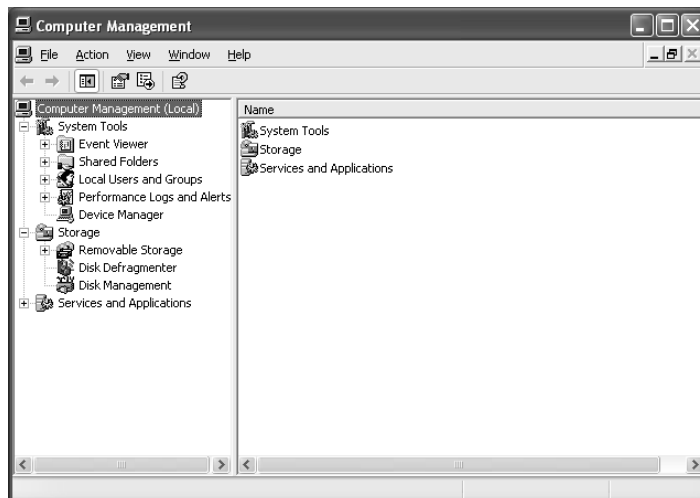 Computer Management
File Action View Window Help
Computer Management (Local)
System Tools
Event Viewer
Shared Folders
Local Users and Groups
Performance Logs and Alerts
Device Manager
Storage
Removable Storage
Disk Defragmenter
Disk Management
Services and Applications
Name
System Tools
Storage
Services and Applications